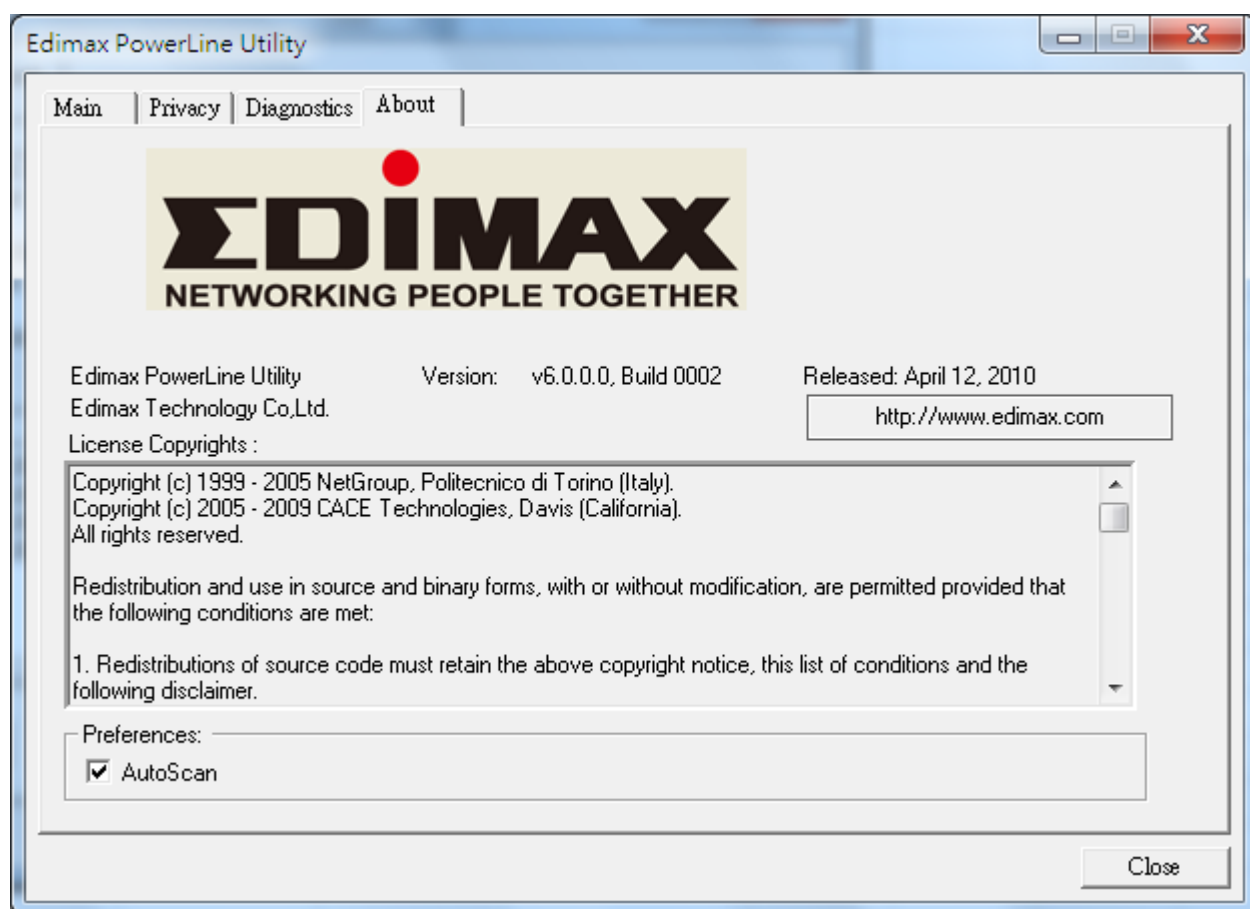 Edimax PowerLine Utility
Main Privacy Diagnostics About
EDIMAX
NETWORKING PEOPLE TOGETHER
Edimax PowerLine Utility Version: v6.0.0.0, Build 0002 Released: April 12, 2010
Edimax Technology Co,Ltd.
http://www.edimax.com
License Copyrights :
Copyright (c) 1999 - 2005 NetGroup, Politecnico di Torino (Italy).
Copyright (c) 2005 - 2009 CACE Technologies, Davis (California).
All rights reserved.
Redistribution and use in source and binary forms, with or without modification, are permitted provided that
the following conditions are met:
1. Redistributions of source code must retain the above copyright notice, this list of conditions and the
following disclaimer.
Preferences:
AutoScan
Close